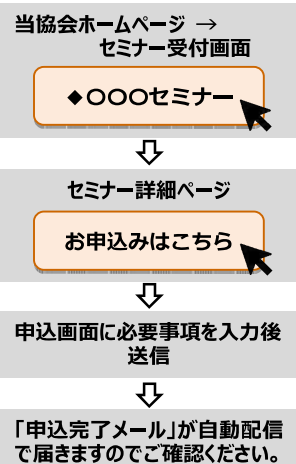 当協会ホームページ →
セミナー受付画面
◆〇〇〇セミナー
セミナー詳細ページ
お申込みはこちら
申込画面に必要事項を入力後
送信
「申込完了メール」が自動配信
で届きますのでご確認ください。